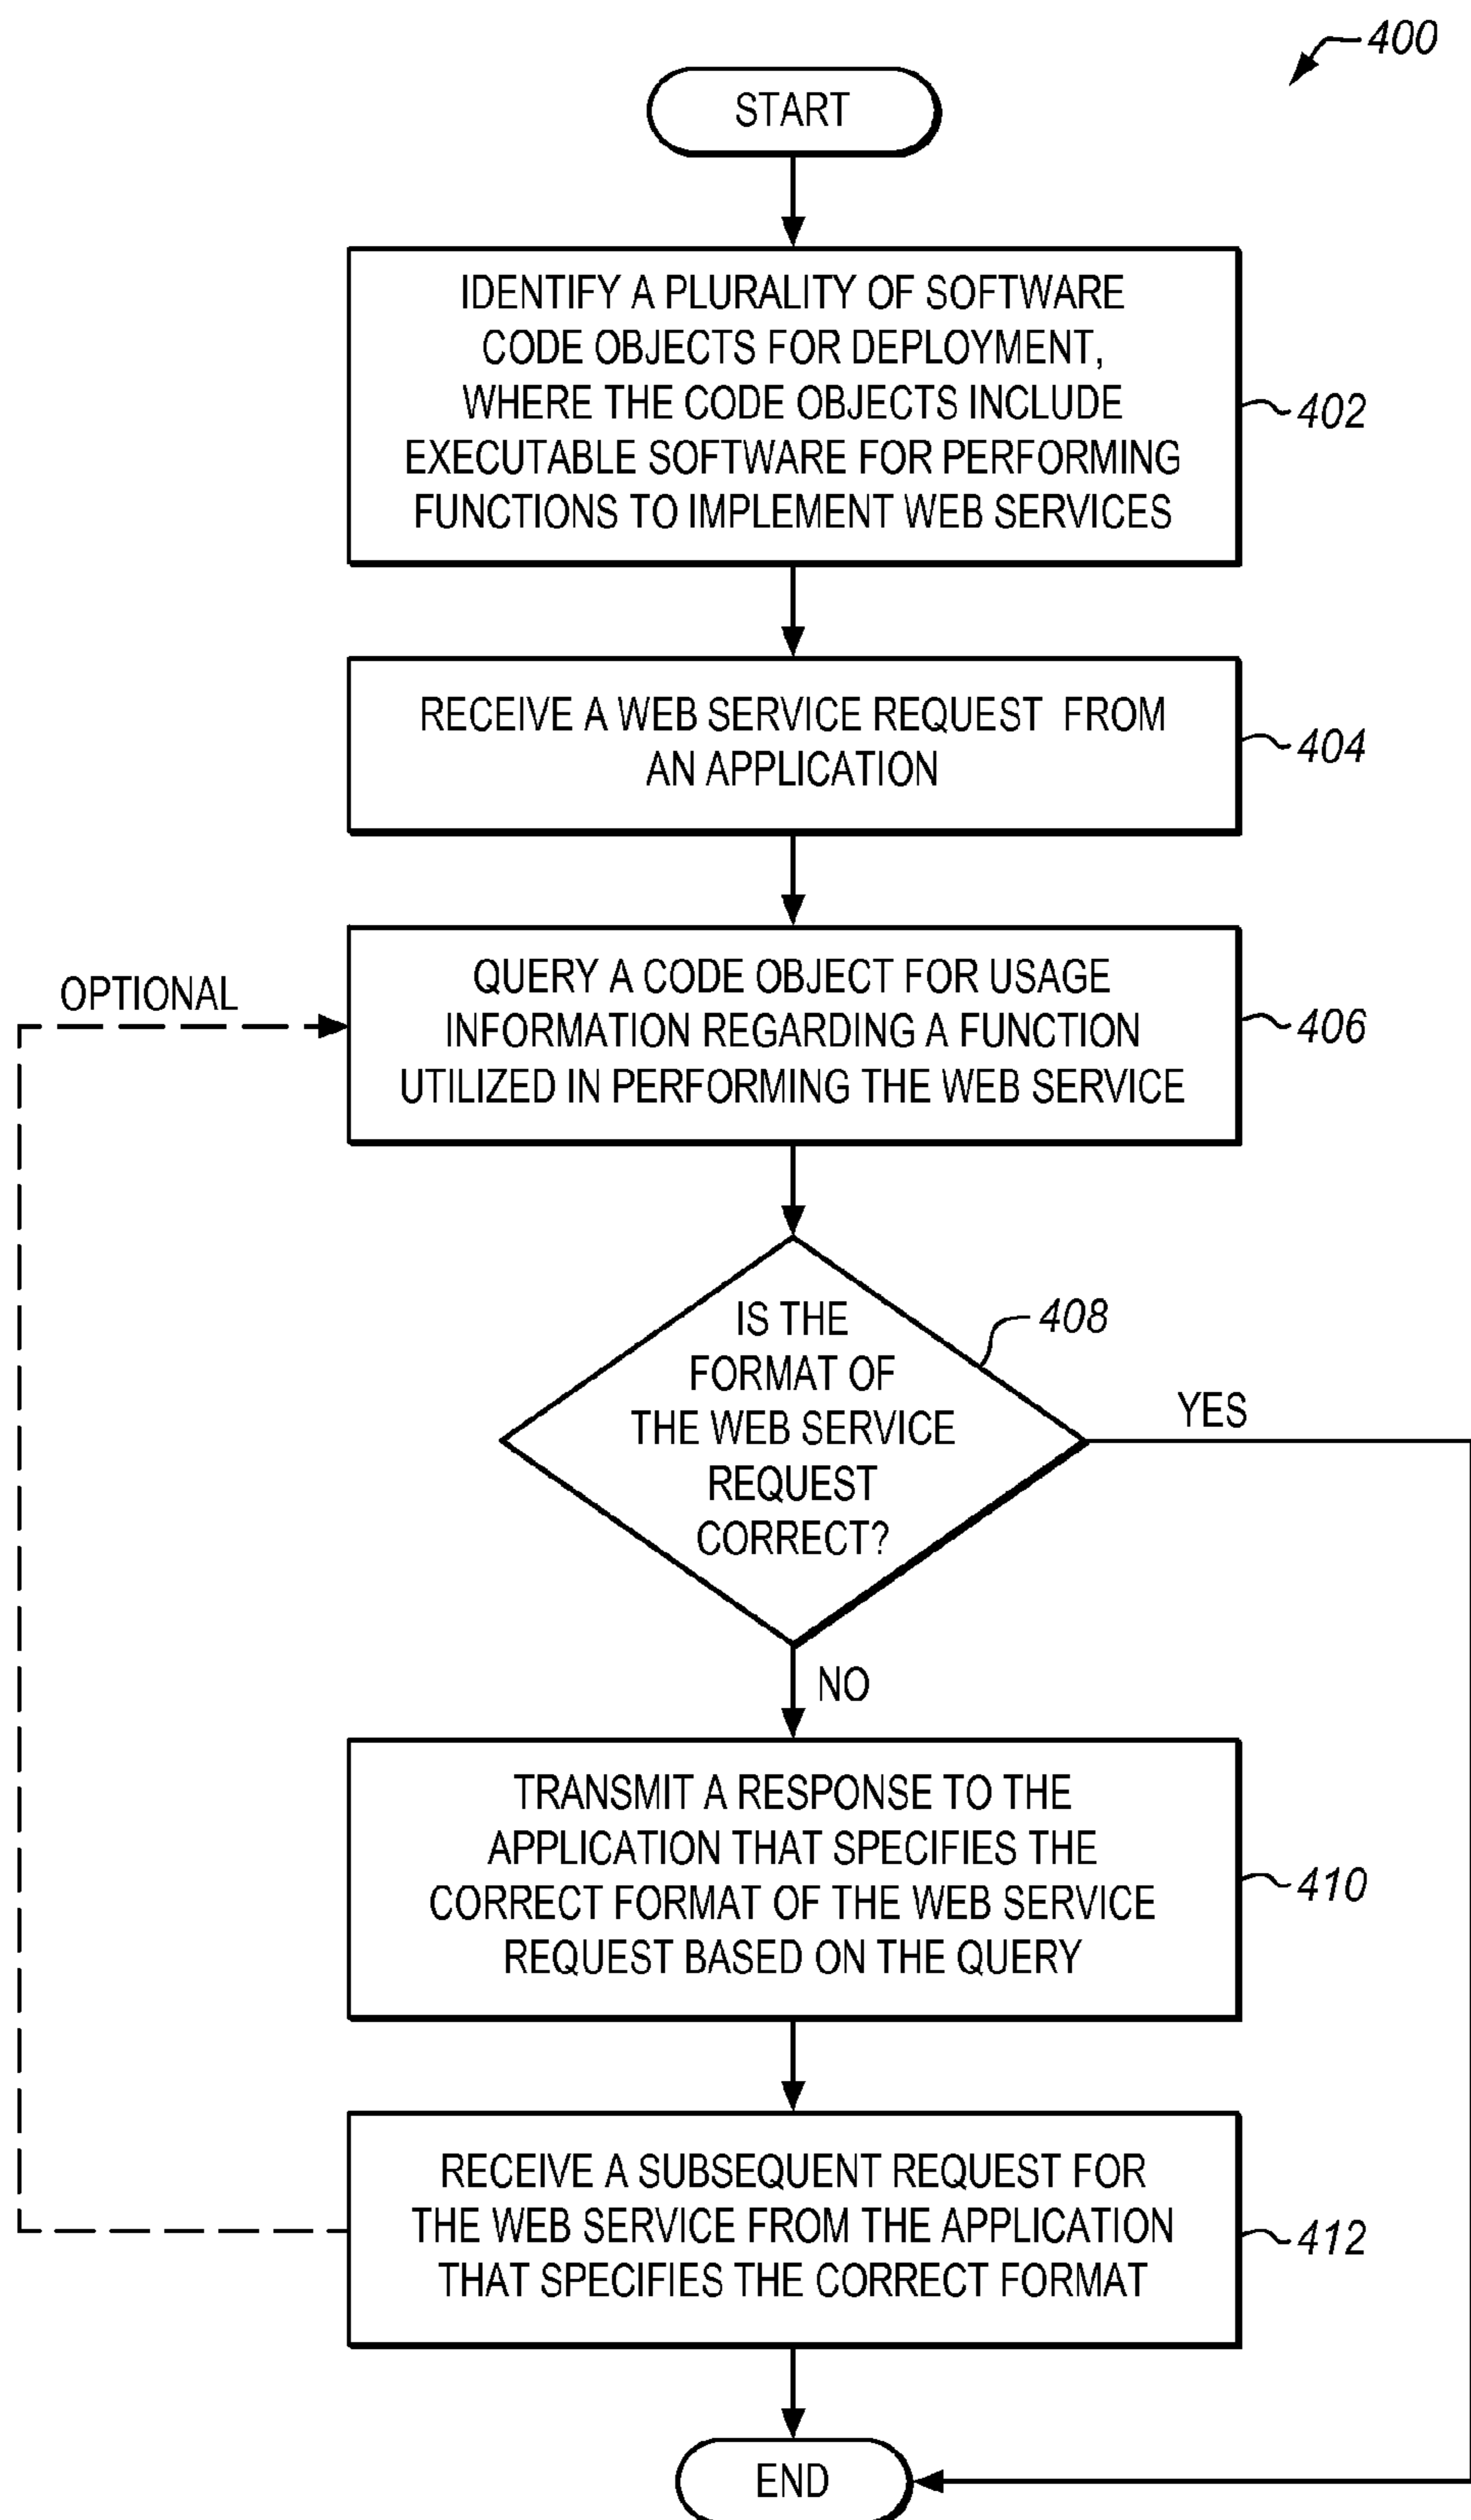 400
START
IDENTIFY A PLURALITY OF SOFTWARE
CODE OBJECTS FOR DEPLOYMENT,
WHERE THE CODE OBJECTS INCLUDE
EXECUTABLE SOFTWARE FOR PERFORMING
FUNCTIONS TO IMPLEMENT WEB SERVICES
402
RECEIVE A WEB SERVICE REQUEST FROM
AN APPLICATION
404
OPTIONAL
QUERY A CODE OBJECT FOR USAGE
INFORMATION REGARDING A FUNCTION
UTILIZED IN PERFORMING THE WEB SERVICE
406
IS THE
FORMAT OF
THE WEB SERVICE
REQUEST
CORRECT?
408
YES
NO
TRANSMIT A RESPONSE TO THE
APPLICATION THAT SPECIFIES THE
CORRECT FORMAT OF THE WEB SERVICE
REQUEST BASED ON THE QUERY
410
RECEIVE A SUBSEQUENT REQUEST FOR
THE WEB SERVICE FROM THE APPLICATION
THAT SPECIFIES THE CORRECT FORMAT
412
END